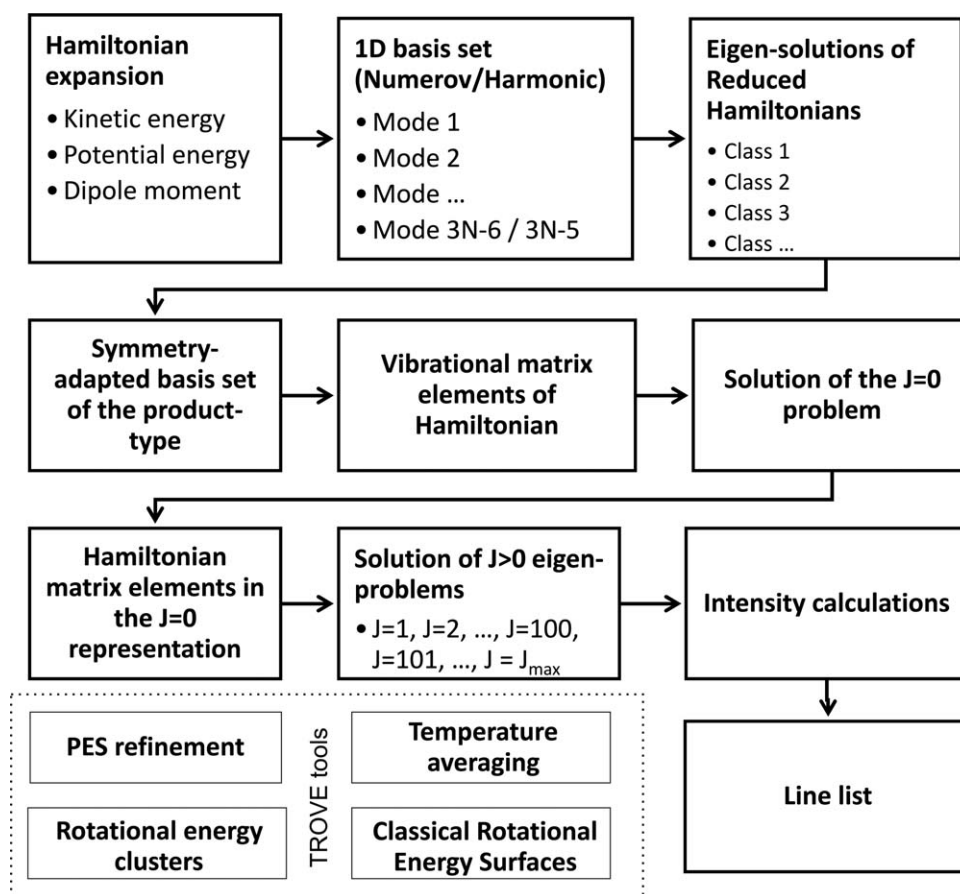 Hamiltonian
expansion
• Kinetic energy
• Potential energy
• Dipole moment
1D basis set
(Numerov/Harmonic)
• Mode 1
• Mode 2
• Mode ...
• Mode 3N-6 / 3N-5
Eigen-solutions of
Reduced
Hamiltonians
• Class 1
• Class 2
• Class 3
• Class ...
Symmetry-
adapted basis set
of the product-
type
Vibrational matrix
elements of
Hamiltonian
Solution of the J=0
problem
Hamiltonian
matrix elements in
the J=0
representation
Solution of J>0 eigen-
problems
• J=1, J=2, ..., J=100,
J=101, ..., J = Jmax
Intensity calculations
PES refinement
Rotational energy
clusters
TROVE tools
Temperature
averaging
Classical Rotational
Energy Surfaces
Line list